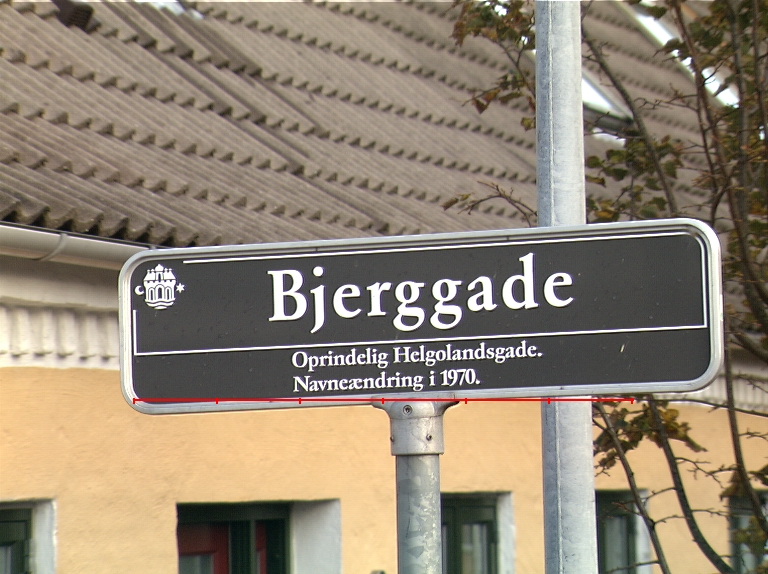 Bjerggade
Oprindelig Helgolandsgade.
Navneændring i 1970.